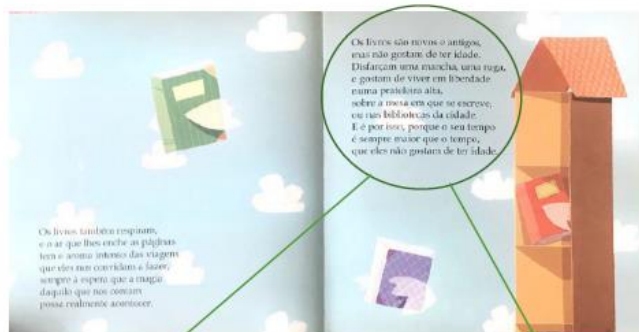 Os livros também respiram,
e o ar que lhes enche as páginas
tem o aroma intenso das viagens
que eles nos convidam a fazer,
sempre à espera que a magia
daquilo que nos contam
possa realmente acontecer.
Os livros são novos e antigos,
mas não gostam de ter idade.
Disfarçam uma mancha, uma ruga,
e gostam de viver em liberdade
numa prateleira alta,
sobre a mesa em que se escreve,
ou nas bibliotecas da cidade.
E é por isso, porque o seu tempo
é sempre maior que o tempo,
que eles não gostam de ter idade.